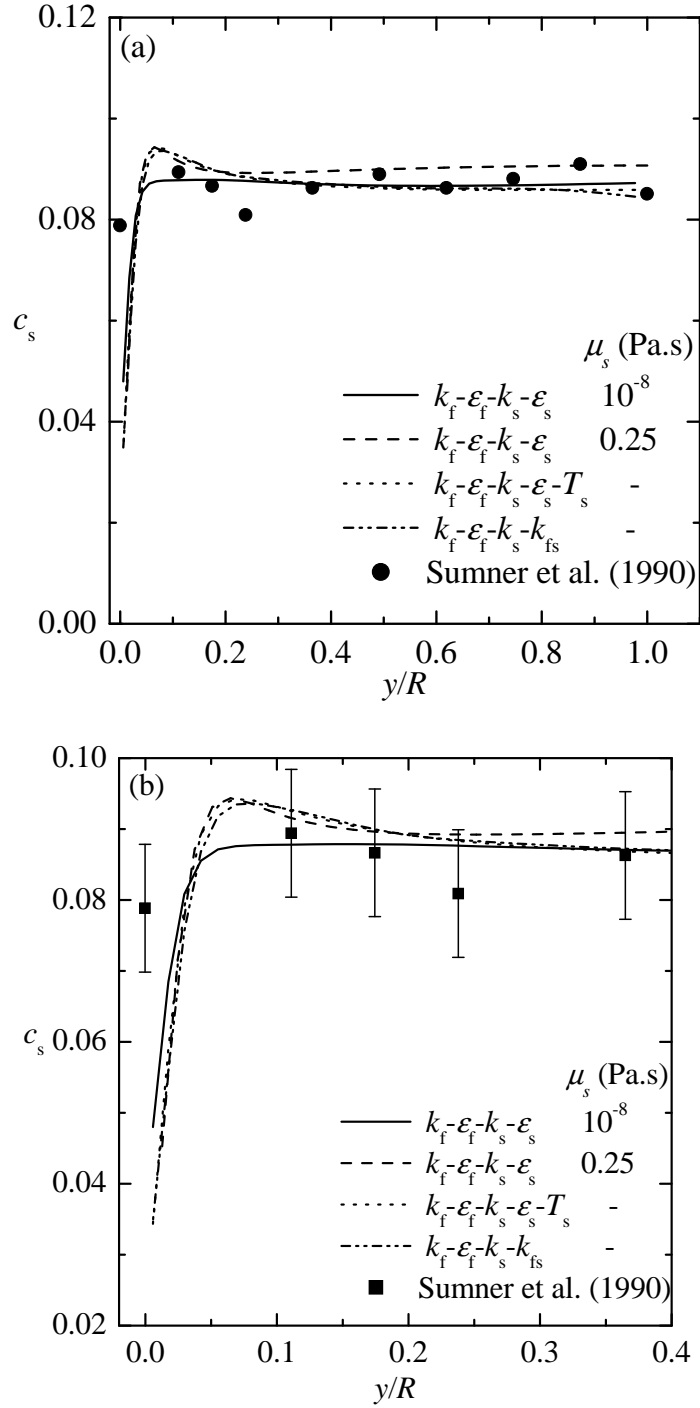 0.12
(a)
0.08
c_s
μ_s (Pa.s)
k_f-ε_f-k_s-ε_s 10^-8
0.04
k_f-ε_f-k_s-ε_s 0.25
k_f-ε_f-k_s-ε_s-T_s -
k_f-ε_f-k_s-k_fs -
Sumner et al. (1990)
0.00
0.0 0.2 0.4 0.6 0.8 1.0
y/R
0.10
(b)
0.08
c_s 0.06
μ_s (Pa.s)
k_f-ε_f-k_s-ε_s 10^-8
k_f-ε_f-k_s-ε_s 0.25
0.04
k_f-ε_f-k_s-ε_s-T_s -
k_f-ε_f-k_s-k_fs -
Sumner et al. (1990)
0.02
0.0 0.1 0.2 0.3 0.4
y/R